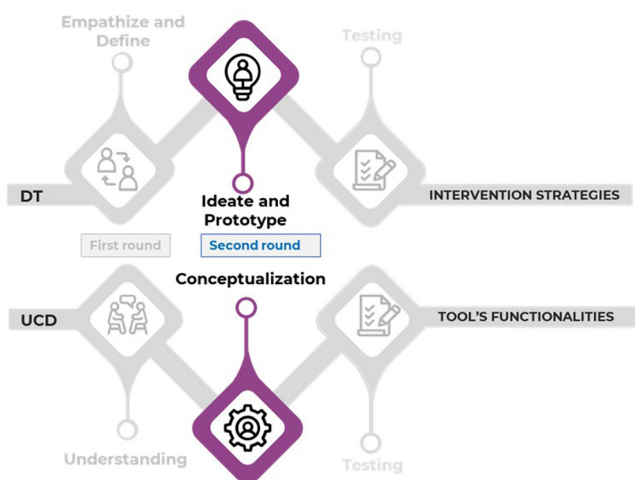 Empathize and
Define
Testing
DT
Ideate and
Prototype
INTERVENTION STRATEGIES
First round
Second round
Conceptualization
UCD
TOOL'S FUNCTIONALITIES
Understanding
Testing